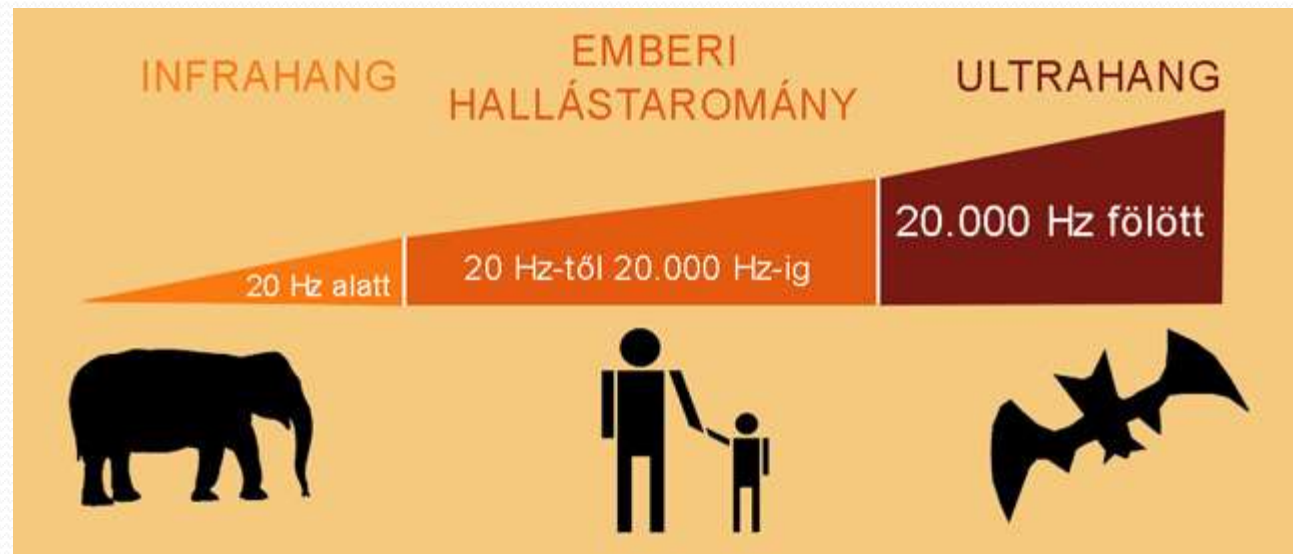 INFRAHANG
EMBERI
HALLÁSTAROMÁNY
ULTRAHANG
20 Hz alatt
20 Hz-től 20.000 Hz-ig
20.000 Hz fölött